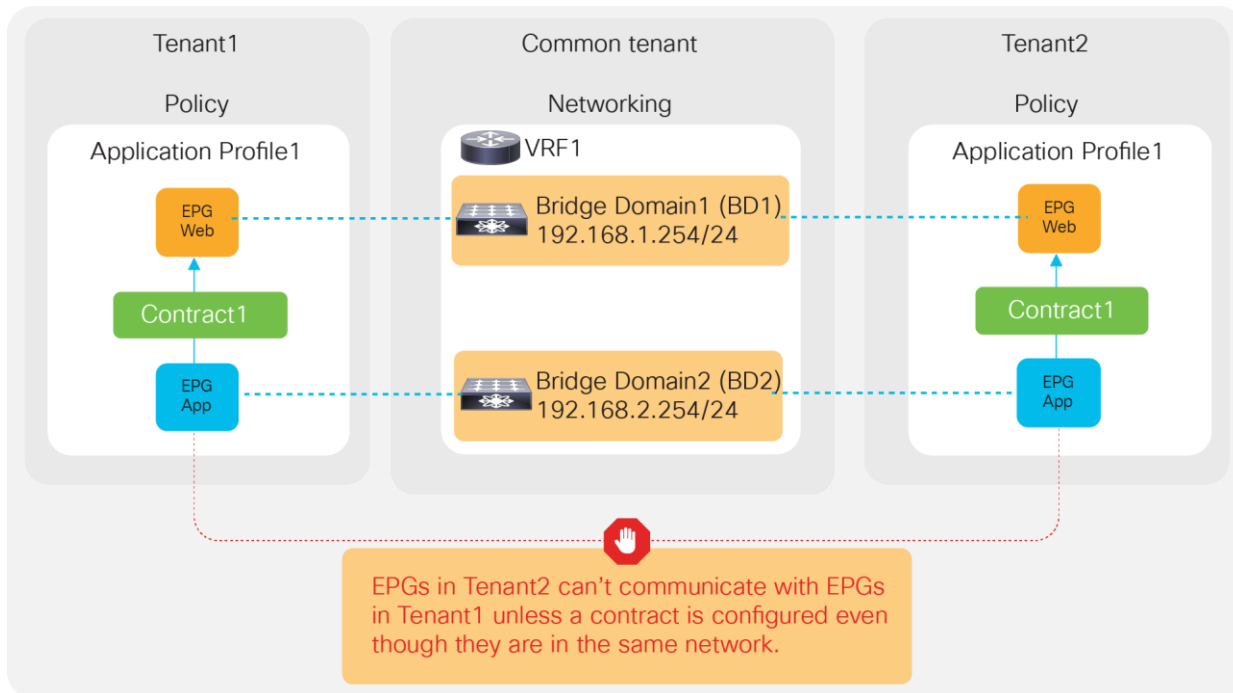 Tenant1
Policy
Application Profile1
EPG
Web
Contract1
EPG
App
Common tenant
Networking
VRF1
Bridge Domain1 (BD1)
192.168.1.254/24
Bridge Domain2 (BD2)
192.168.2.254/24
Tenant2
Policy
Application Profile1
EPG
Web
Contract1
EPG
App
EPGs in Tenant2 can't communicate with EPGs
in Tenant1 unless a contract is configured even
though they are in the same network.